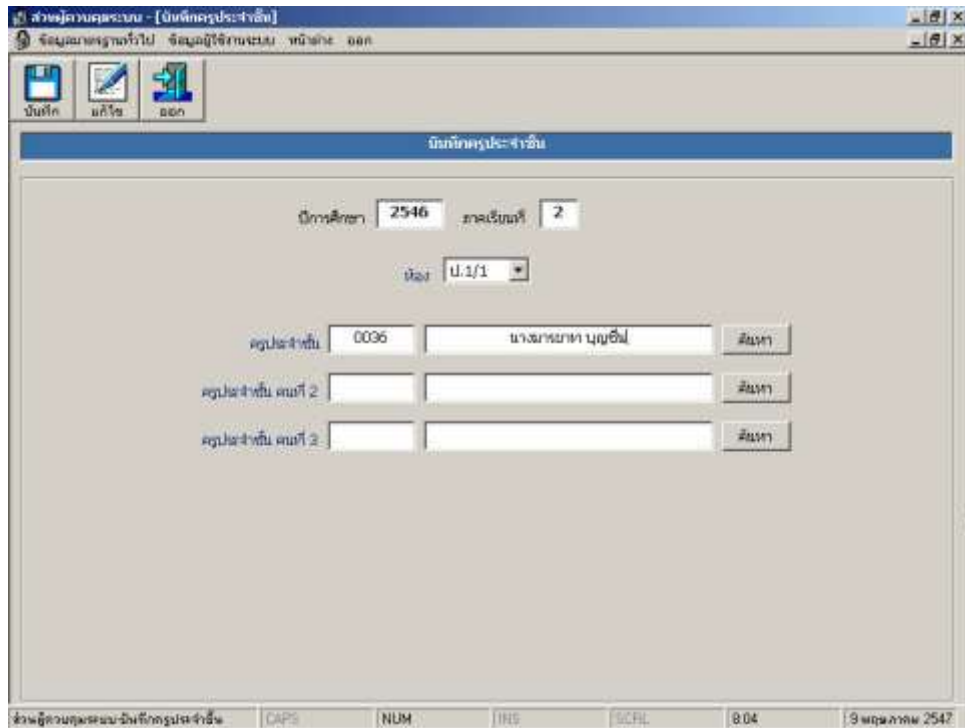 ส่วนผู้ควบคุมระบบ - [บันทึกครูประจำชั้น]
ข้อมูลมาตรฐานทั่วไป ข้อมูลผู้ใช้งานระบบ หน้าต่าง ออก
บันทึก แก้ไข ออก
บันทึกครูประจำชั้น
ปีการศึกษา 2546 ภาคเรียนที่ 2
ห้อง ป.1/1
ครูประจำชั้น 0036 บุญชื่น ค้นหา
ครูประจำชั้น คนที่ 2 ค้นหา
ครูประจำชั้น คนที่ 3 ค้นหา
ส่วนผู้ควบคุมระบบ-บันทึกครูประจำชั้น CAPS NUM INS SCRL 8:04 9 พฤษภาคม 2547